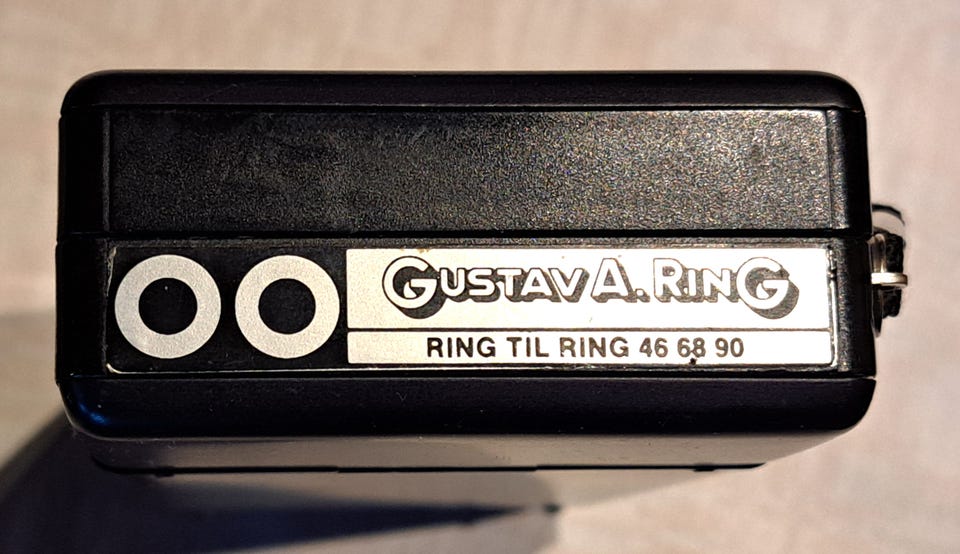 GUSTAV A. RING
RING TIL RING 46 68 90